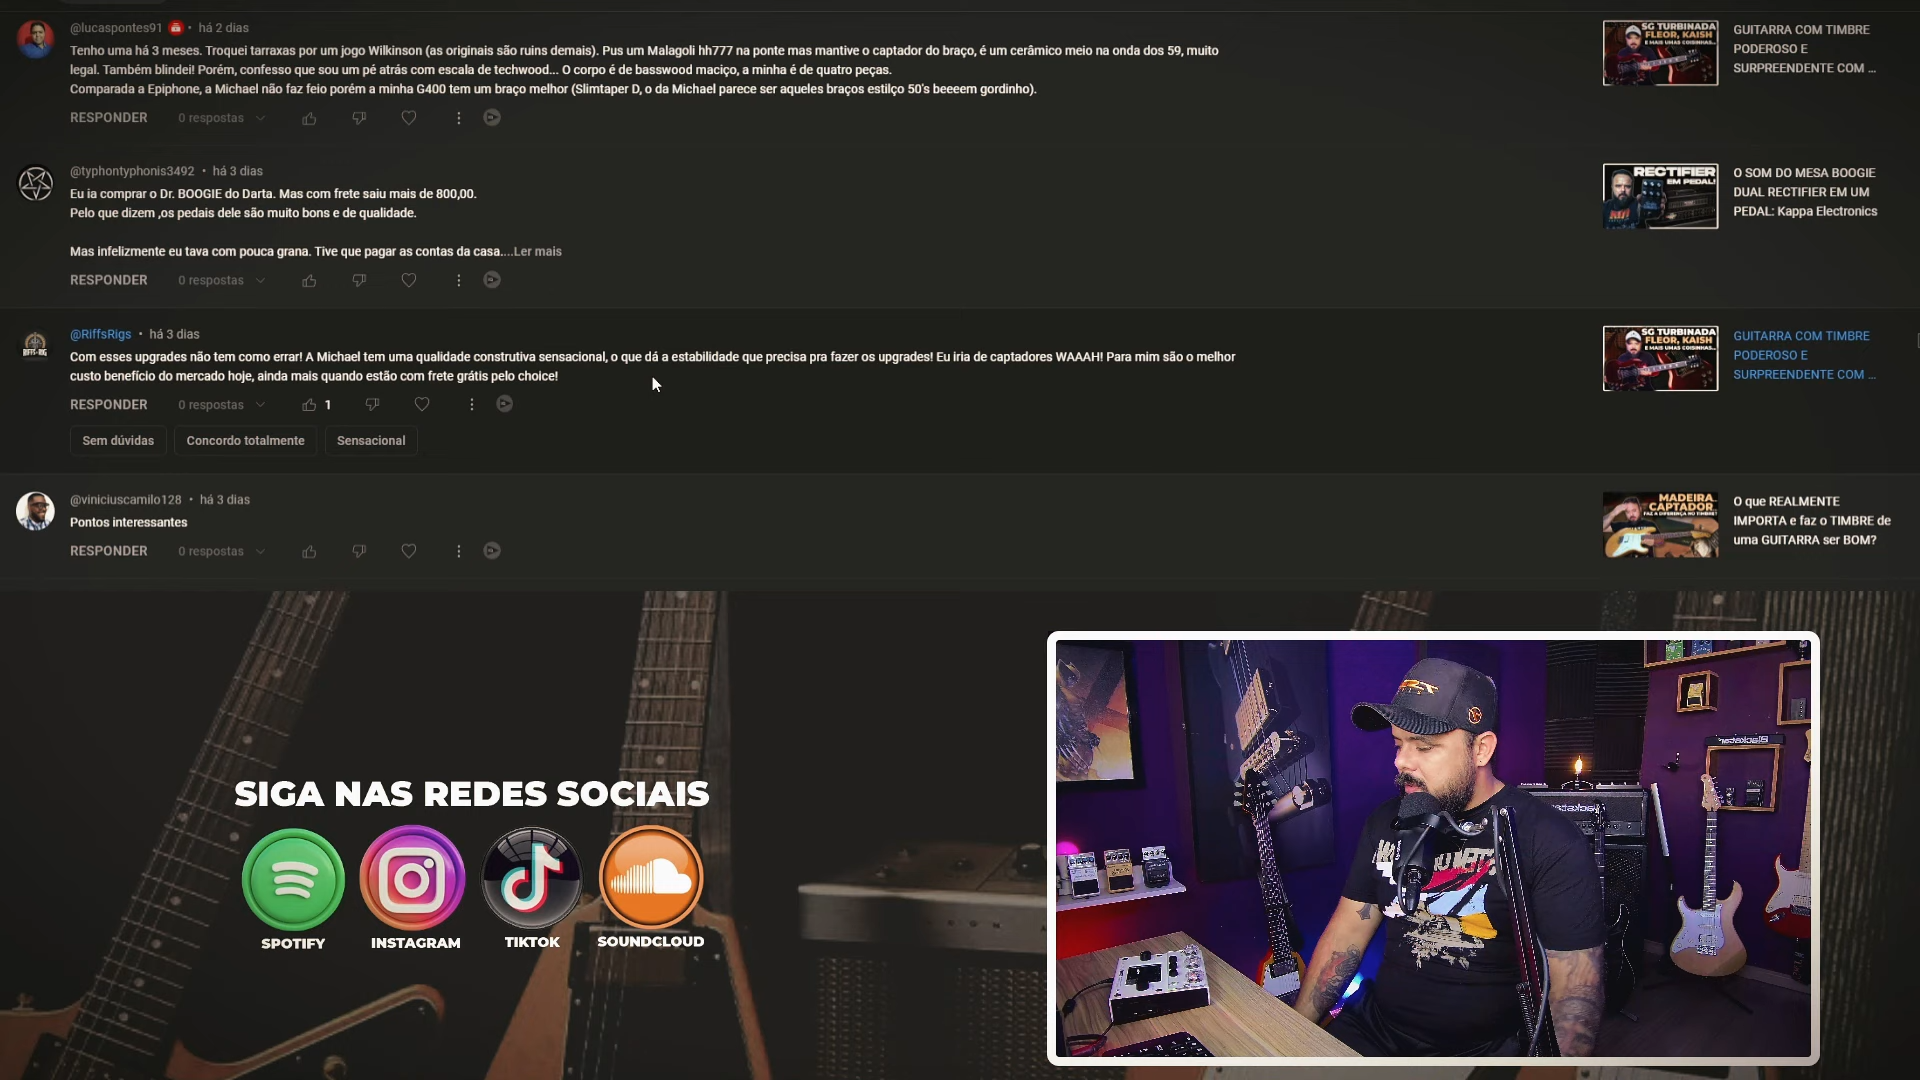 @lucaspontes91 • há 2 dias
Tenho uma há 3 meses. Troquei tarraxas por um jogo Wilkinson (as originais são ruins demais). Pus um Malagoli hh777 na ponte mas mantive o captador do braço, é um cerâmico meio na onda dos 59, muito
legal. Também blindei! Porém, confesso que sou um pé atrás com escala de techwood... O corpo é de basswood maciço, a minha é de quatro peças.
Comparada a Epiphone, a Michael não faz feio porém a minha G400 tem um braço melhor (Slimtaper D, o da Michael parece ser aqueles braços estilço 50's beeeem gordinho).
RESPONDER 0 respostas
SG TURBINADA
FLEOR, KAISH
E MAIS UMAS COISINHAS...
GUITARRA COM TIMBRE
PODEROSO E
SURPREENDENTE COM ...
@typhontyphonis3492 • há 3 dias
Eu ia comprar o Dr. BOOGIE do Darta. Mas com frete saiu mais de 800,00.
Pelo que dizem ,os pedais dele são muito bons e de qualidade.
Mas infelizmente eu tava com pouca grana. Tive que pagar as contas da casa....Ler mais
RESPONDER 0 respostas
RECTIFIER
EM PEDAL!
O SOM DO MESA BOOGIE
DUAL RECTIFIER EM UM
PEDAL: Kappa Electronics
@RiffsRigs • há 3 dias
Com esses upgrades não tem como errar! A Michael tem uma qualidade construtiva sensacional, o que dá a estabilidade que precisa pra fazer os upgrades! Eu iria de captadores WAAAH! Para mim são o melhor
custo benefício do mercado hoje, ainda mais quando estão com frete grátis pelo choice!
RESPONDER 0 respostas 1
Sem dúvidas Concordo totalmente Sensacional
SG TURBINADA
FLEOR, KAISH
E MAIS UMAS COISINHAS...
GUITARRA COM TIMBRE
PODEROSO E
SURPREENDENTE COM ...
@viniciuscamilo128 • há 3 dias
Pontos interessantes
RESPONDER 0 respostas
MADEIRA
CAPTADOR
FAZ A DIFERENÇA NO TIMBRE?
O que REALMENTE
IMPORTA e faz o TIMBRE de
uma GUITARRA ser BOM?
SIGA NAS REDES SOCIAIS
SPOTIFY
INSTAGRAM
TIKTOK
SOUNDCLOUD